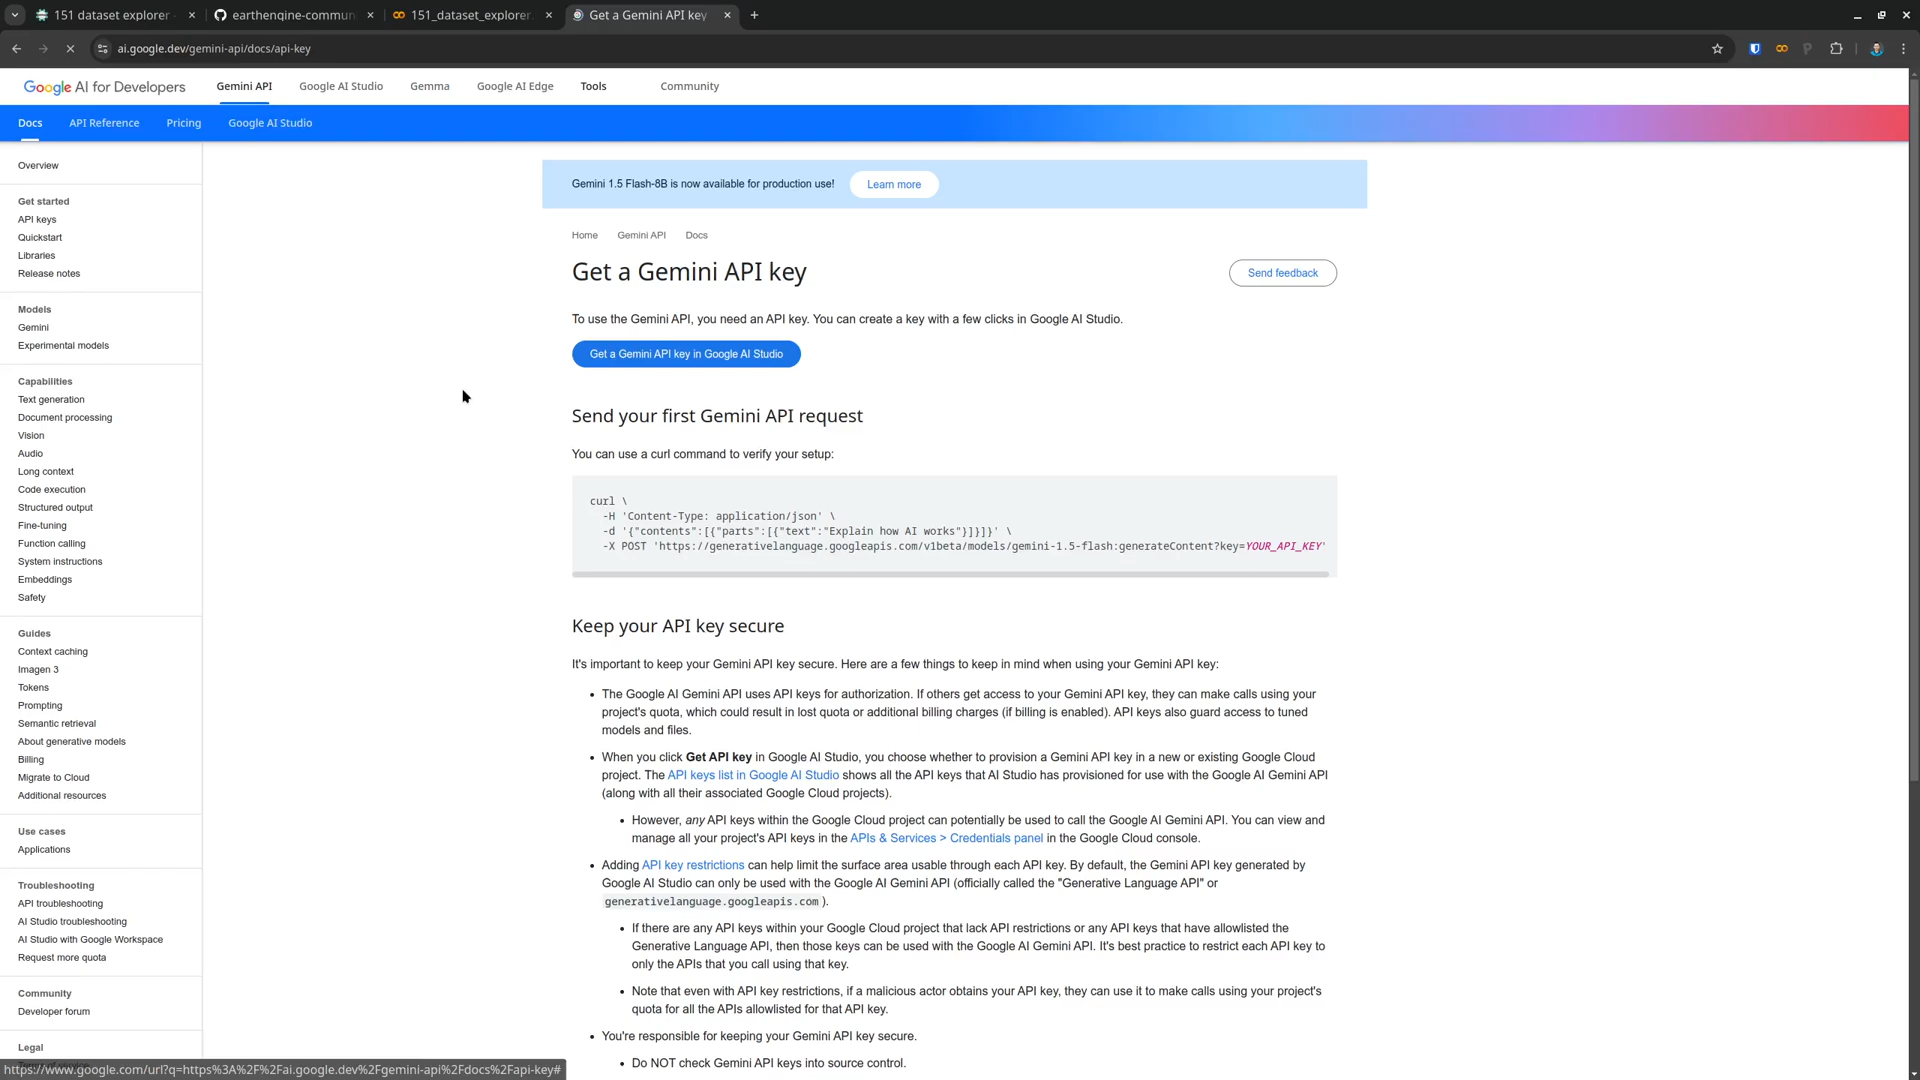 151 dataset explorer -
earthengine-commun
151_dataset_explorer.
Get a Gemini API key
ai.google.dev/gemini-api/docs/api-key
Google AI for Developers
Gemini API
Google AI Studio
Gemma
Google AI Edge
Tools
Community
Docs
API Reference
Pricing
Google AI Studio
Overview
Get started
API keys
Quickstart
Libraries
Release notes
Models
Gemini
Experimental models
Capabilities
Text generation
Document processing
Vision
Audio
Long context
Code execution
Structured output
Fine-tuning
Function calling
System instructions
Embeddings
Safety
Guides
Context caching
Imagen 3
Tokens
Prompting
Semantic retrieval
About generative models
Billing
Migrate to Cloud
Additional resources
Use cases
Applications
Troubleshooting
API troubleshooting
AI Studio troubleshooting
AI Studio with Google Workspace
Request more quota
Community
Developer forum
Legal
https://www.google.com/url?q=https%3A%2F%2Fai.google.dev%2Fgemini-api%2Fdocs%2Fapi-key#
Gemini 1.5 Flash-8B is now available for production use!
Learn more
Home
Gemini API
Docs
Get a Gemini API key
Send feedback
To use the Gemini API, you need an API key. You can create a key with a few clicks in Google AI Studio.
Get a Gemini API key in Google AI Studio
Send your first Gemini API request
You can use a curl command to verify your setup:
curl \
-H 'Content-Type: application/json' \
-d '{"contents":[{"parts":[{"text":"Explain how AI works"}]}]}' \
-X POST 'https://generativelanguage.googleapis.com/v1beta/models/gemini-1.5-flash:generateContent?key=YOUR_API_KEY'
Keep your API key secure
It's important to keep your Gemini API key secure. Here are a few things to keep in mind when using your Gemini API key:
• The Google AI Gemini API uses API keys for authorization. If others get access to your Gemini API key, they can make calls using your
project's quota, which could result in lost quota or additional billing charges (if billing is enabled). API keys also guard access to tuned
models and files.
• When you click Get API key in Google AI Studio, you choose whether to provision a Gemini API key in a new or existing Google Cloud
project. The API keys list in Google AI Studio shows all the API keys that AI Studio has provisioned for use with the Google AI Gemini API
(along with all their associated Google Cloud projects).
• However, any API keys within the Google Cloud project can potentially be used to call the Google AI Gemini API. You can view and
manage all your project's API keys in the APIs & Services > Credentials panel in the Google Cloud console.
• Adding API key restrictions can help limit the surface area usable through each API key. By default, the Gemini API key generated by
Google AI Studio can only be used with the Google AI Gemini API (officially called the "Generative Language API" or
generativelanguage.googleapis.com ).
• If there are any API keys within your Google Cloud project that lack API restrictions or any API keys that have allowlisted the
Generative Language API, then those keys can be used with the Google AI Gemini API. It's best practice to restrict each API key to
only the APIs that you call using that key.
• Note that even with API key restrictions, if a malicious actor obtains your API key, they can use it to make calls using your project's
quota for all the APIs allowlisted for that API key.
• You're responsible for keeping your Gemini API key secure.
• Do NOT check Gemini API keys into source control.